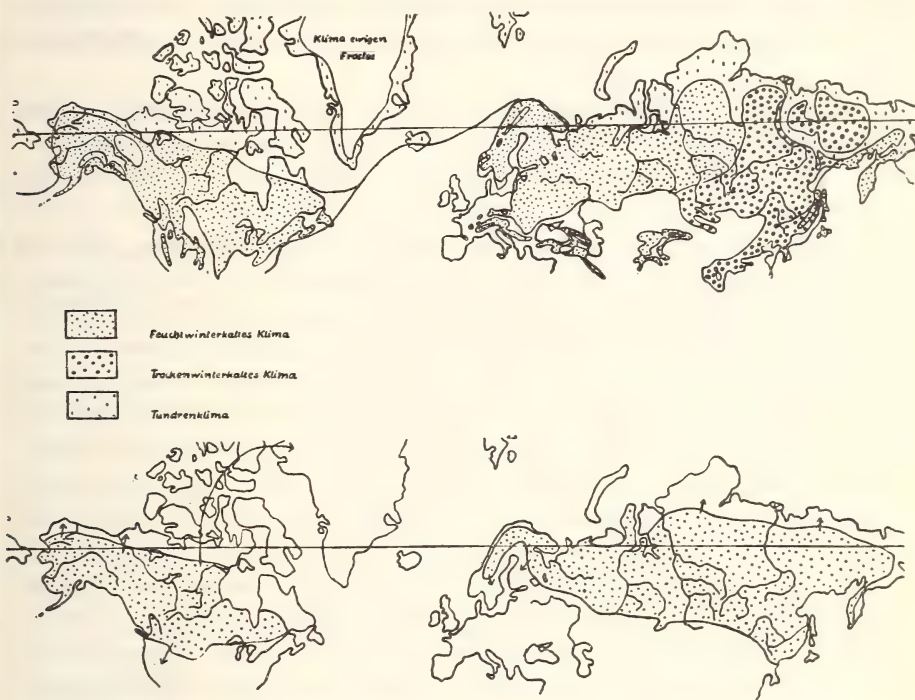 Klima ewigen
Frostes
Feuchtwinterkaltes Klima
Trockenwinterkaltes Klima
Tundrenklima